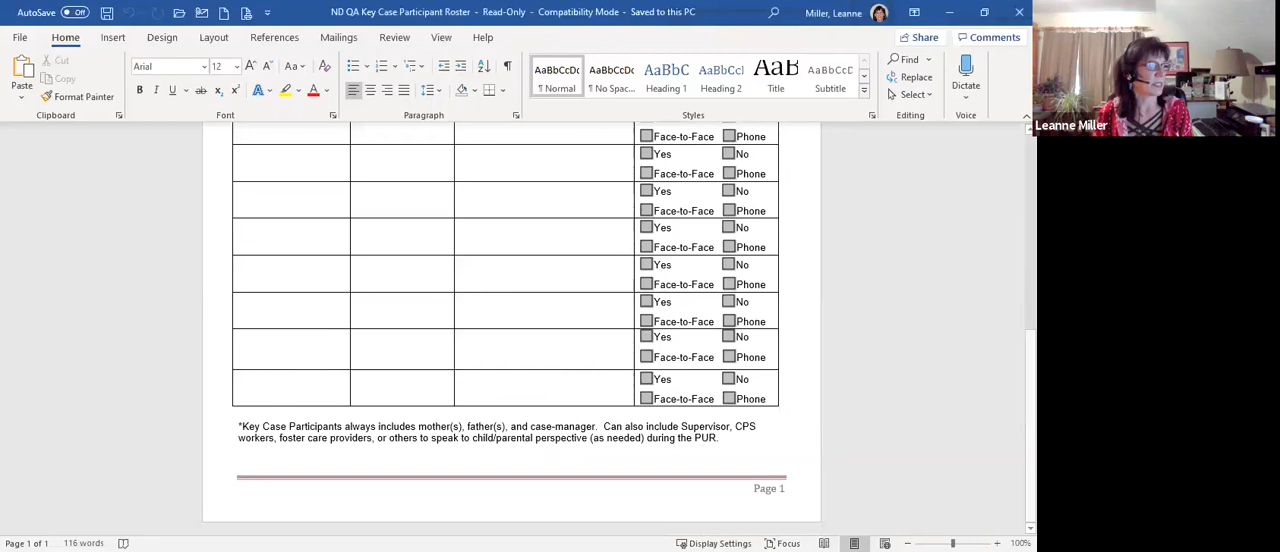 AutoSave Off ND QA Key Case Participant Roster - Read-Only - Compatibility Mode - Saved to this PC Miller, Leanne
File Home Insert Design Layout References Mailings Review View Help Share Comments
Paste
Cut
Copy
Format Painter
Arial 12 Aa
B I U ab x₂ x² A A
AaBbCcDc AaBbCcDc AaBbC AaBbCcl AaB AaBbCcD
¶ Normal ¶ No Spac... Heading 1 Heading 2 Title Subtitle
Find
Replace
Select
Dictate
Clipboard Font Paragraph Styles Editing Voice
Leanne Miller
Face-to-Face Phone
Yes No
Face-to-Face Phone
Yes No
Face-to-Face Phone
Yes No
Face-to-Face Phone
Yes No
Face-to-Face Phone
Yes No
Face-to-Face Phone
Yes No
Face-to-Face Phone
Yes No
Face-to-Face Phone
*Key Case Participants always includes mother(s), father(s), and case-manager. Can also include Supervisor, CPS
workers, foster care providers, or others to speak to child/parental perspective (as needed) during the PUR.
Page 1
Page 1 of 1 116 words Display Settings Focus 100%